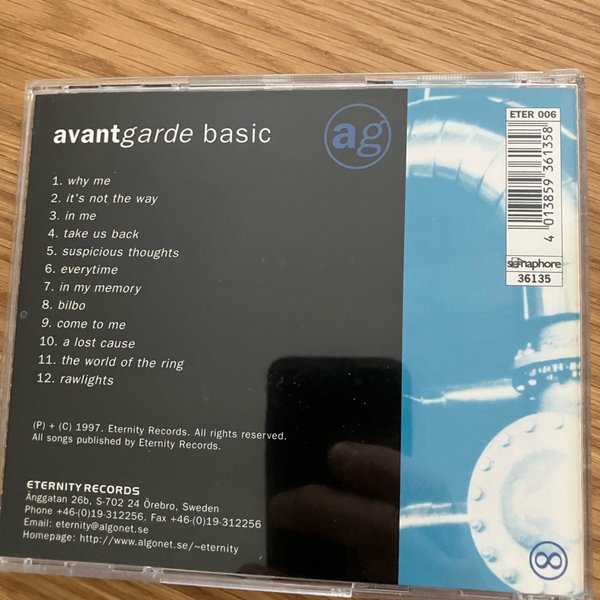 avantgarde basic
ag
1. why me
2. it's not the way
3. in me
4. take us back
5. suspicious thoughts
6. everytime
7. in my memory
8. bilbo
9. come to me
10. a lost cause
11. the world of the ring
12. rawlights
(P) + (C) 1997. Eternity Records. All rights reserved.
All songs published by Eternity Records.
ETERNITY RECORDS
Änggatan 26b, S-702 24 Örebro, Sweden
Phone +46-(0)19-312256. Fax +46-(0)19-312256
Email: eternity@algonet.se
Homepage: http://www.algonet.se/~eternity
ETER 006
4 013859 361358
semaphore
36135